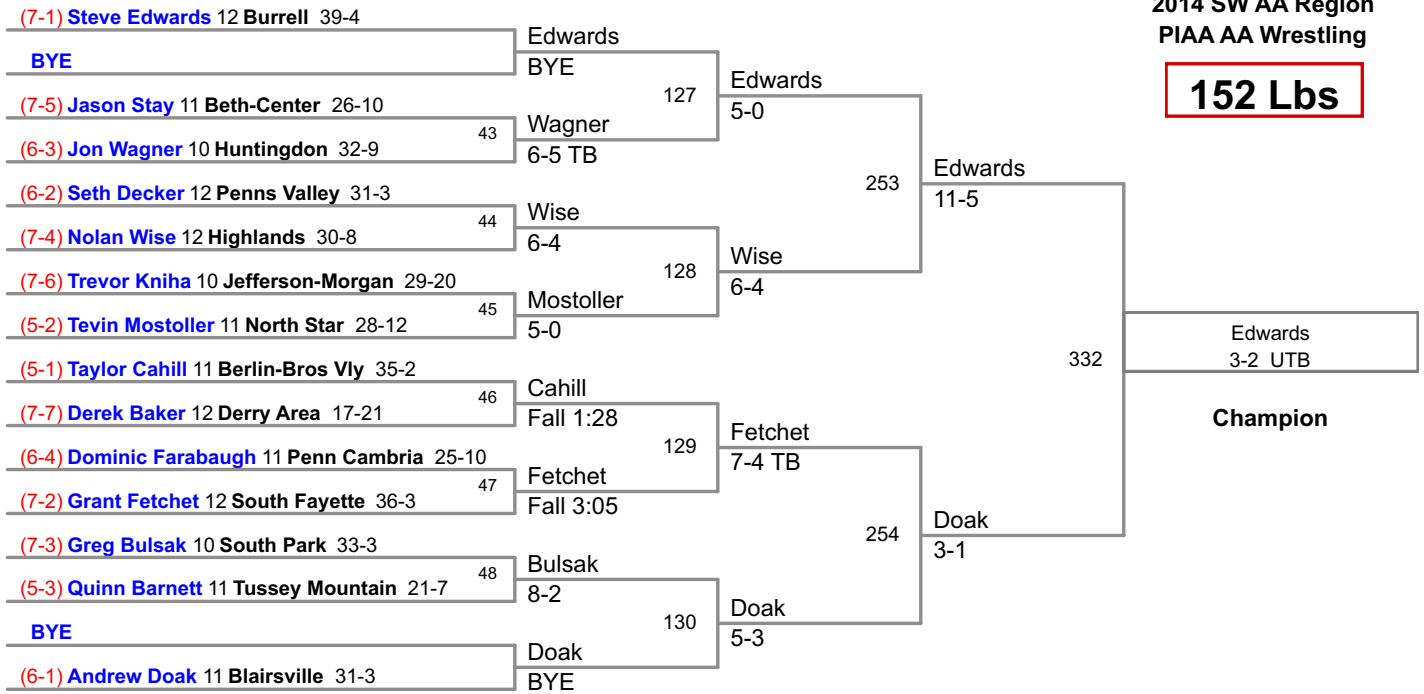 2014 SW AA Region
PIAA AA Wrestling
152 Lbs
(7-1) Steve Edwards 12 Burrell 39-4
BYE
(7-5) Jason Stay 11 Beth-Center 26-10
(6-3) Jon Wagner 10 Huntingdon 32-9
(6-2) Seth Decker 12 Penns Valley 31-3
(7-4) Nolan Wise 12 Highlands 30-8
(7-6) Trevor Kniha 10 Jefferson-Morgan 29-20
(5-2) Tevin Mostoller 11 North Star 28-12
(5-1) Taylor Cahill 11 Berlin-Bros Vly 35-2
(7-7) Derek Baker 12 Derry Area 17-21
(6-4) Dominic Farabaugh 11 Penn Cambria 25-10
(7-2) Grant Fetchet 12 South Fayette 36-3
(7-3) Greg Bulsak 10 South Park 33-3
(5-3) Quinn Barnett 11 Tussey Mountain 21-7
BYE
(6-1) Andrew Doak 11 Blairsville 31-3
43
44
45
46
47
48
Edwards
BYE
Wagner
6-5 TB
Wise
6-4
Mostoller
5-0
Cahill
Fall 1:28
Fetchet
Fall 3:05
Bulsak
8-2
Doak
BYE
127
128
129
130
Edwards
5-0
Wise
6-4
Fetchet
7-4 TB
Doak
5-3
253
254
Edwards
11-5
Doak
3-1
332
Edwards
3-2 UTB
Champion